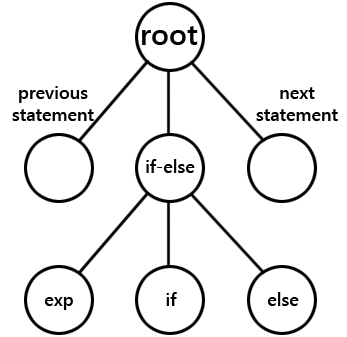 root
previous
statement
next
statement
if-else
exp
if
else